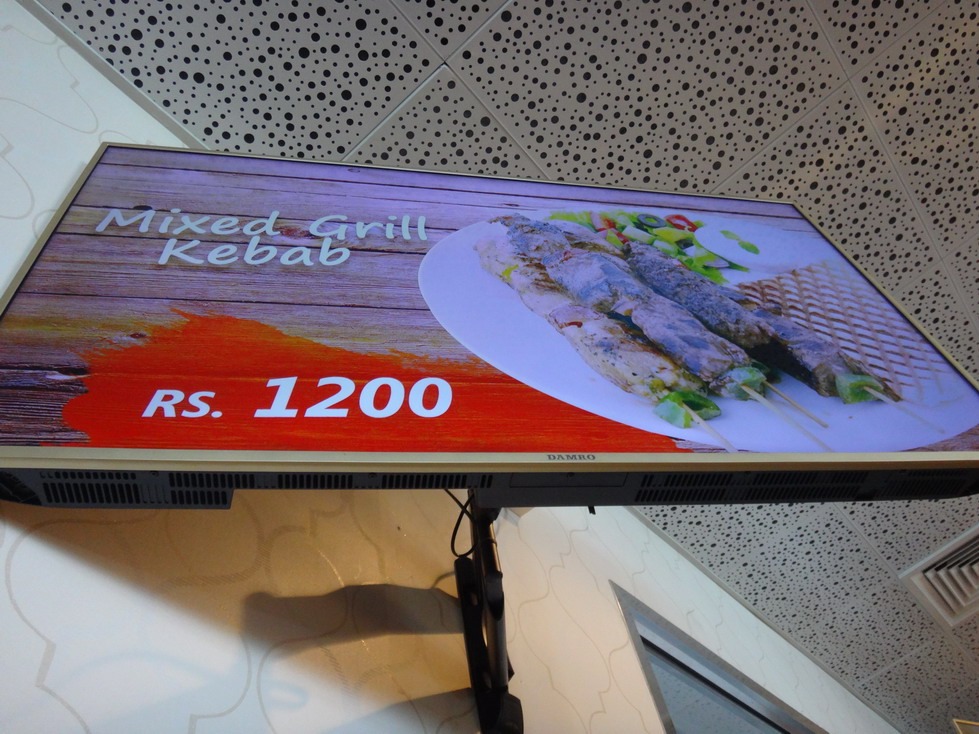 Mixed Grill
Kebab
RS. 1200
DAMRO